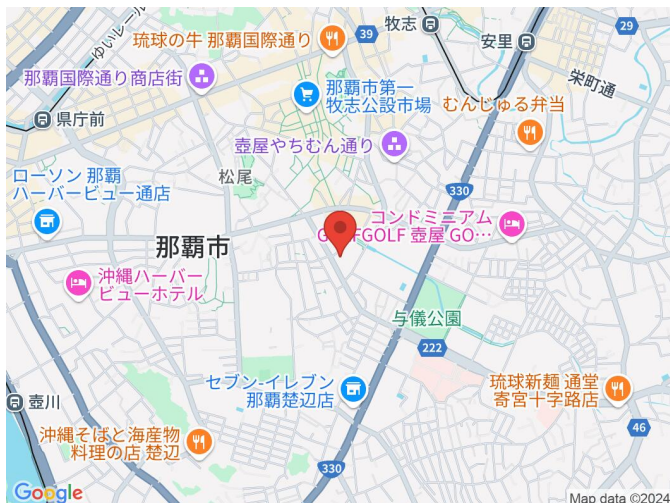 牧志
安里
29
琉球の牛 那覇国際通り
39
ゆいレール
栄町通
那覇国際通り商店街
那覇市第一
牧志公設市場
むんじゅる弁当
県庁前
壺屋やちむん通り
ローソン 那覇
ハーバービュー通店
松尾
330
コンドミニアム
GOLF 壺屋 GO…
那覇市
沖縄ハーバー
ビューホテル
与儀公園
222
セブン-イレブン
那覇楚辺店
琉球新麺 通堂
寄宮十字路店
壺川
沖縄そばと海産物
料理の店 楚辺
46
330
Google
Map data ©2024